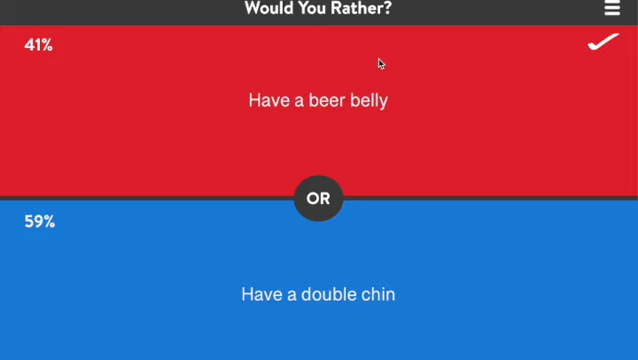 Would You Rather?
41%
Have a beer belly
OR
59%
Have a double chin